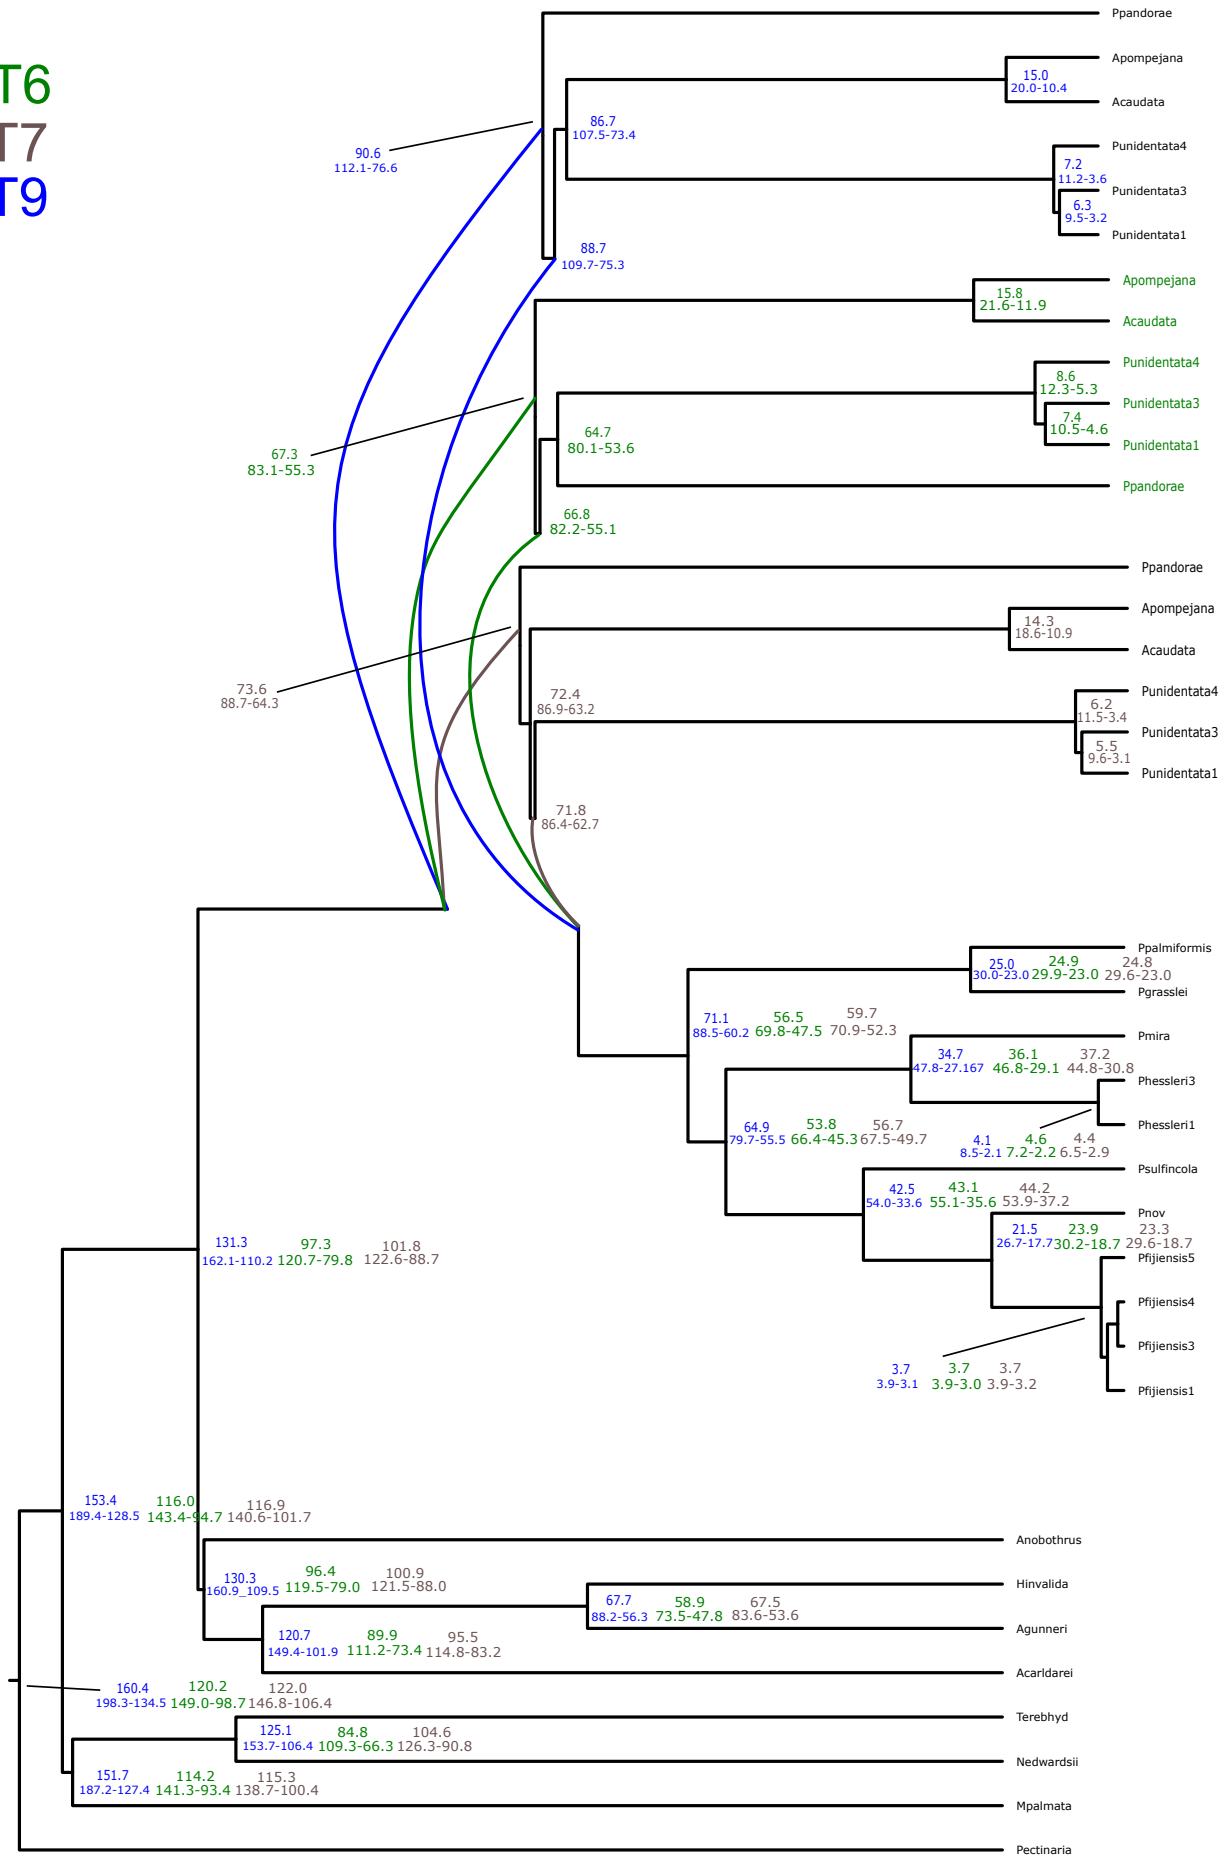 T6
T7
T9
Ppandorae
Apompejana
15.0
20.0-10.4
Acaudata
86.7
107.5-73.4
90.6
112.1-76.6
Punidentata4
7.2
11.2-3.6
Punidentata3
6.3
9.5-3.2
Punidentata1
88.7
109.7-75.3
Apompejana
15.8
21.6-11.9
Acaudata
Punidentata4
8.6
12.3-5.3
Punidentata3
7.4
10.5-4.6
Punidentata1
67.3
83.1-55.3
64.7
80.1-53.6
Ppandorae
66.8
82.2-55.1
Ppandorae
Apompejana
14.3
18.6-10.9
Acaudata
73.6
88.7-64.3
72.4
86.9-63.2
Punidentata4
6.2
11.5-3.4
Punidentata3
5.5
9.6-3.1
Punidentata1
71.8
86.4-62.7
Ppalmiformis
25.0 24.9 24.8
30.0-23.0 29.9-23.0 29.6-23.0
Pgrasslei
71.1 56.5 59.7
88.5-60.2 69.8-47.5 70.9-52.3
Pmira
34.7 36.1 37.2
47.8-27.167 46.8-29.1 44.8-30.8
Phessleri3
Phessleri1
64.9 53.8 56.7
79.7-55.5 66.4-45.3 67.5-49.7
4.1 4.6 4.4
8.5-2.1 7.2-2.2 6.5-2.9
Psulfincola
42.5 43.1 44.2
54.0-33.6 55.1-35.6 53.9-37.2
Pnov
21.5 23.9 23.3
26.7-17.7 30.2-18.7 29.6-18.7
Pfijiensis5
131.3 97.3 101.8
162.1-110.2 120.7-79.8 122.6-88.7
Pfijiensis4
Pfijiensis3
3.7 3.7 3.7
3.9-3.1 3.9-3.0 3.9-3.2
Pfijiensis1
153.4 116.0 116.9
189.4-128.5 143.4-94.7 140.6-101.7
Anobothrus
130.3 96.4 100.9
160.9_109.5 119.5-79.0 121.5-88.0
Hinvalida
67.7 58.9 67.5
88.2-56.3 73.5-47.8 83.6-53.6
Agunneri
120.7 89.9 95.5
149.4-101.9 111.2-73.4 114.8-83.2
Acarldarei
160.4 120.2 122.0
198.3-134.5 149.0-98.7 146.8-106.4
Terebhyd
125.1 84.8 104.6
153.7-106.4 109.3-66.3 126.3-90.8
Nedwardsii
151.7 114.2 115.3
187.2-127.4 141.3-93.4 138.7-100.4
Mpalmata
Pectinaria